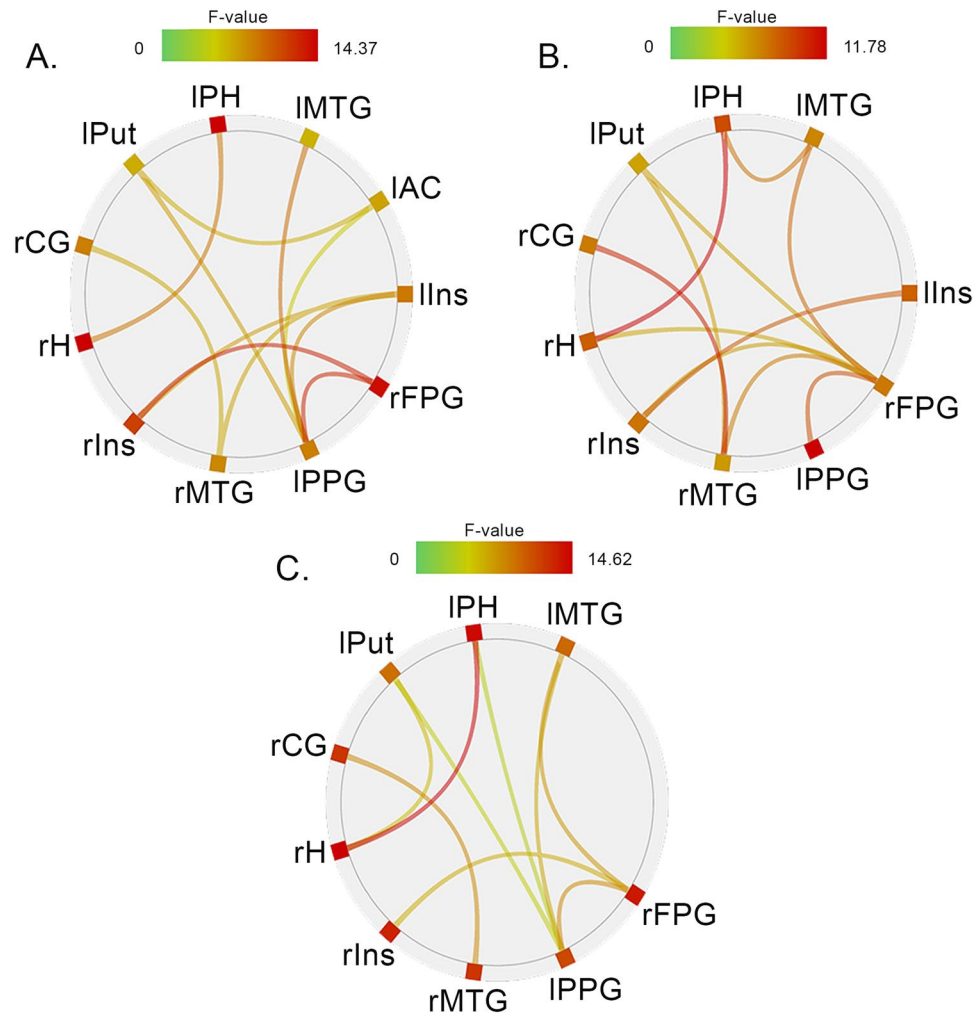 F-value
0 14.37
A.
lPH
lMTG
lPut
lAC
rCG
lIns
rH
rFPG
rIns
lPPG
rMTG
F-value
0 11.78
B.
lPH
lMTG
lPut
rCG
lIns
rH
rFPG
rIns
lPPG
rMTG
F-value
0 14.62
C.
lPH
lMTG
lPut
rCG
rH
rFPG
rIns
lPPG
rMTG